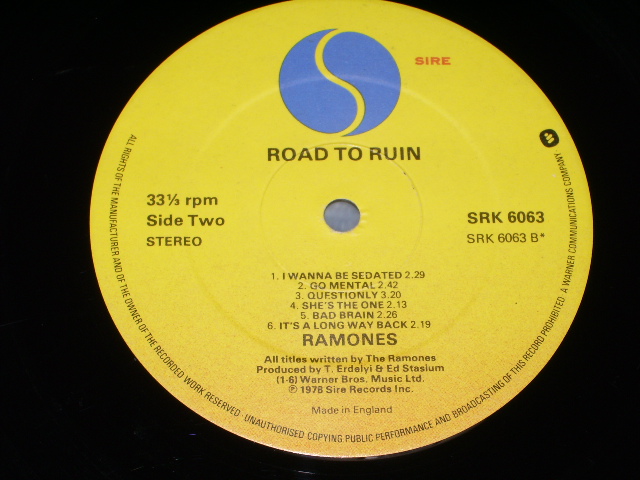 SIRE
ROAD TO RUIN
33⅓ rpm
Side Two
STEREO
SRK 6063
SRK 6063 B*
1. I WANNA BE SEDATED 2.29
2. GO MENTAL 2.42
3. QUESTIONLY 3.20
4. SHE'S THE ONE 2.13
5. BAD BRAIN 2.26
6. IT'S A LONG WAY BACK 2.19
RAMONES
All titles written by The Ramones
Produced by T. Erdelyi & Ed Stasium
(1-6) Warner Bros. Music Ltd.
℗ 1978 Sire Records Inc.
Made in England
ALL RIGHTS OF THE MANUFACTURER AND OF THE OWNER OF THE RECORDED WORK RESERVED · UNAUTHORISED COPYING PUBLIC PERFORMANCE AND BROADCASTING OF THIS RECORD PROHIBITED A WARNER COMMUNICATIONS COMPANY